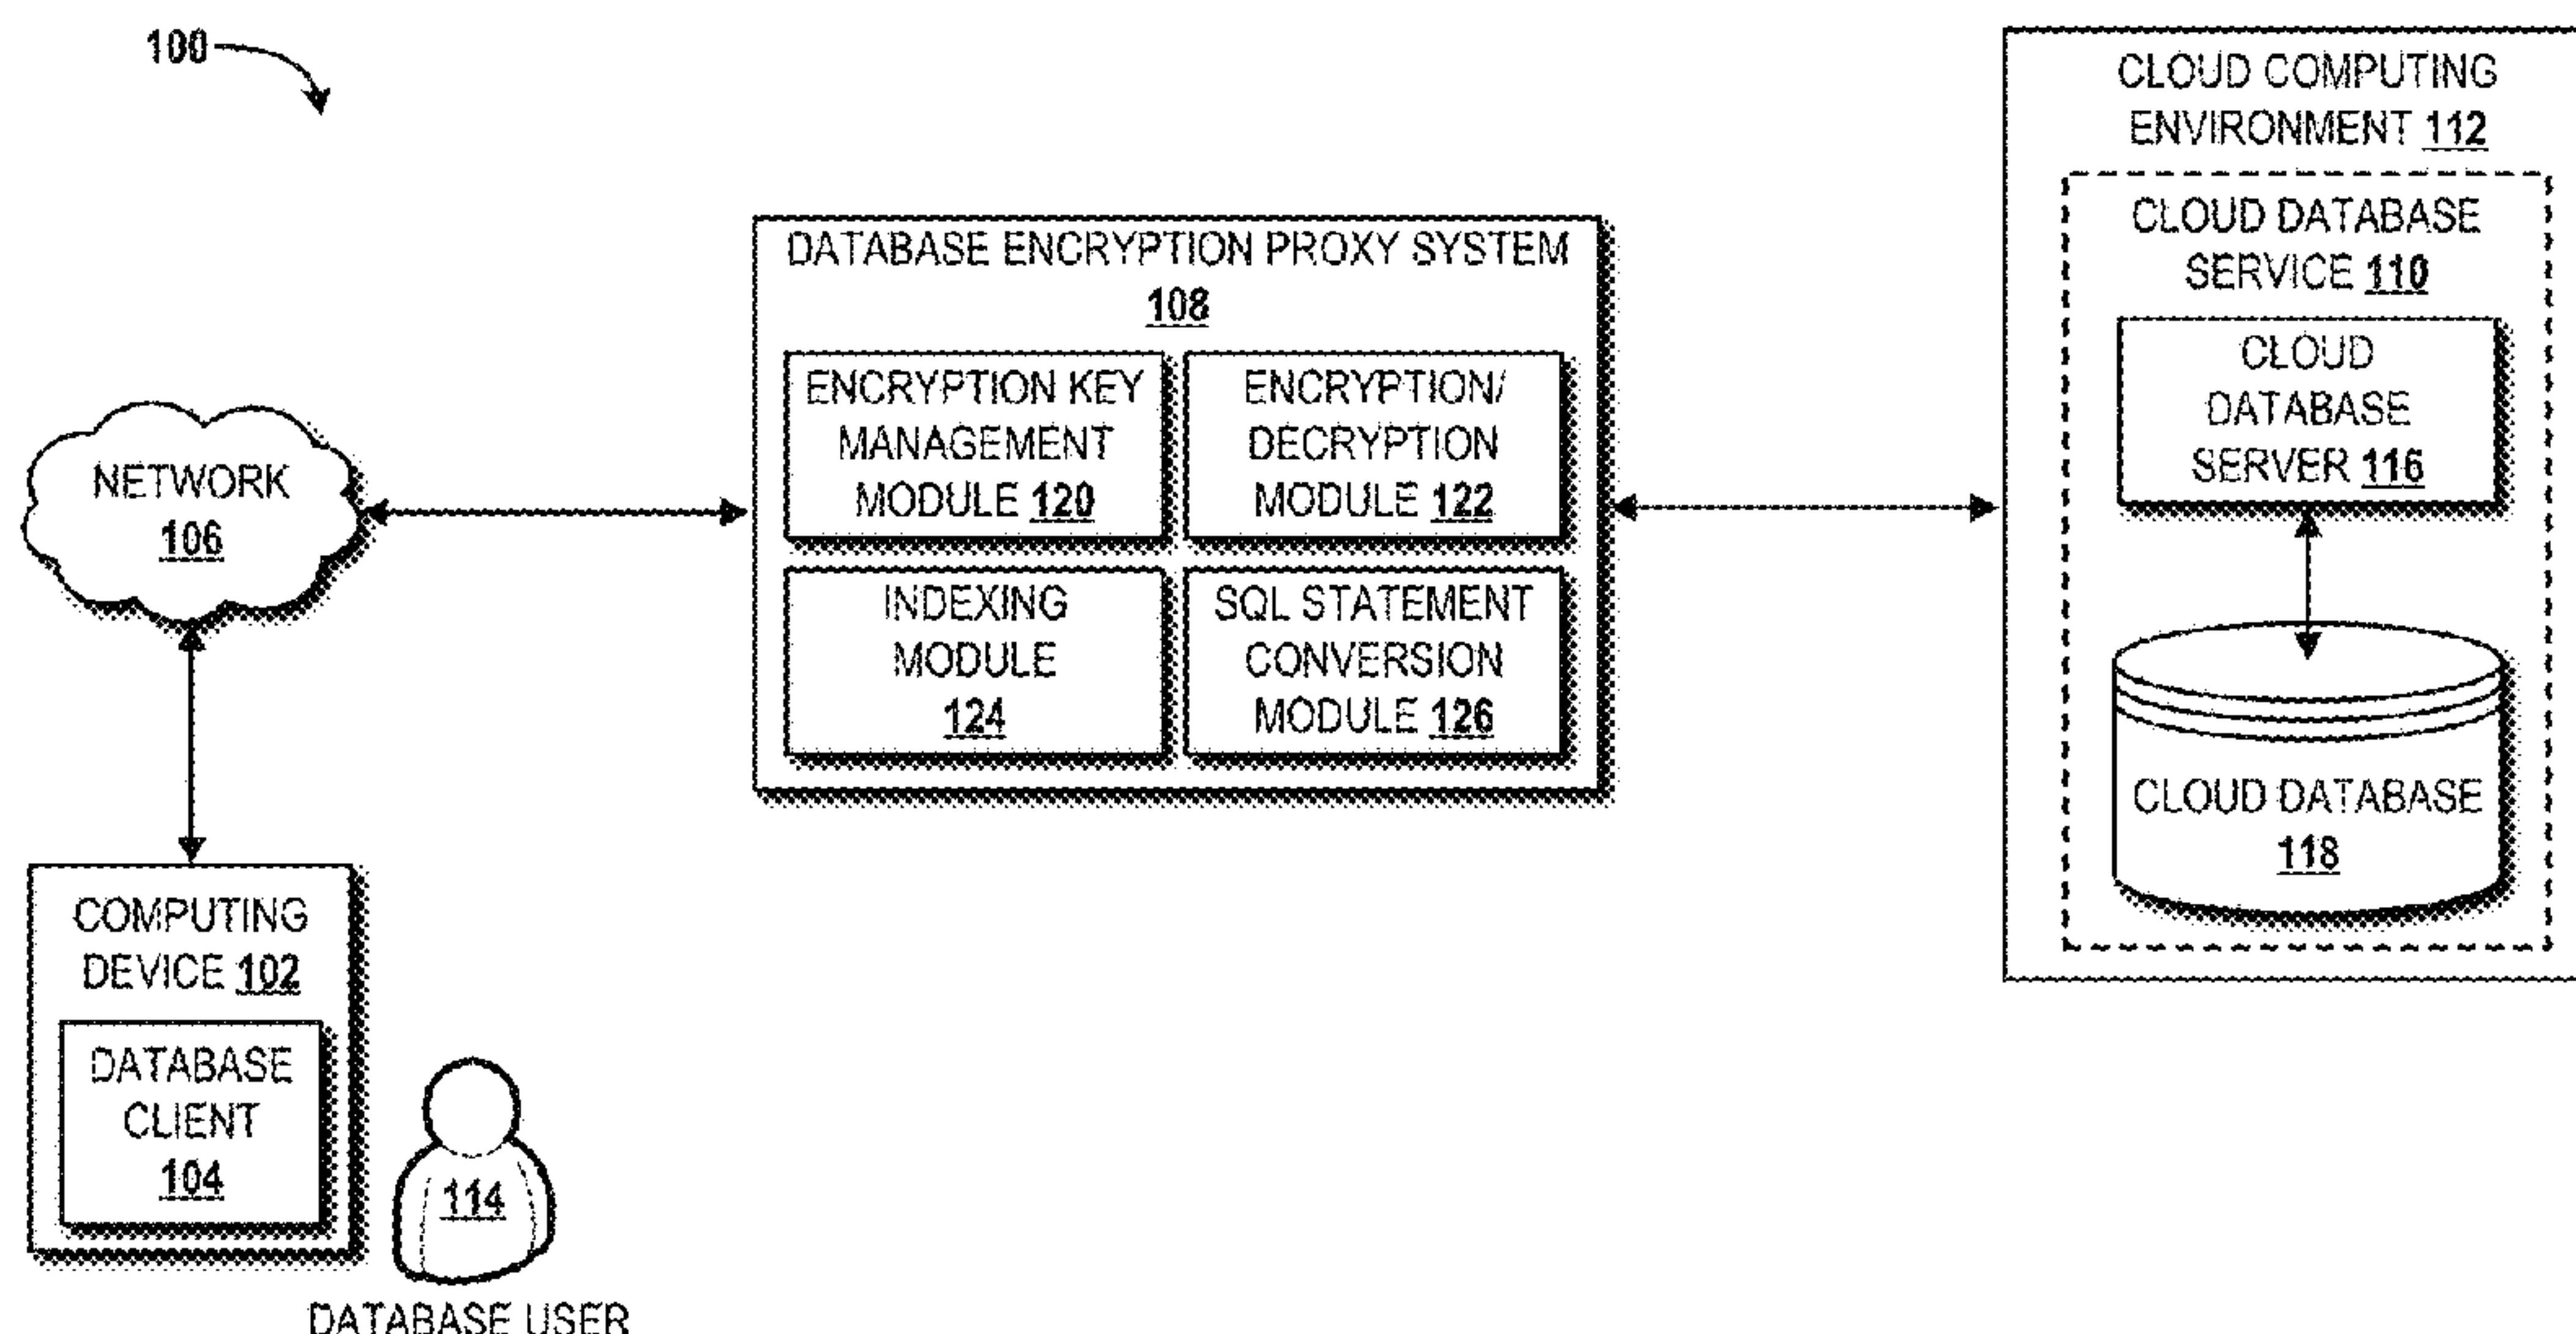 100
CLOUD COMPUTING
ENVIRONMENT 112
CLOUD DATABASE
SERVICE 110
CLOUD
DATABASE
SERVER 116
CLOUD DATABASE
118
DATABASE ENCRYPTION PROXY SYSTEM
108
ENCRYPTION KEY
MANAGEMENT
MODULE 120
ENCRYPTION/
DECRYPTION
MODULE 122
INDEXING
MODULE
124
SQL STATEMENT
CONVERSION
MODULE 126
NETWORK
106
COMPUTING
DEVICE 102
DATABASE
CLIENT
104
114
DATABASE USER